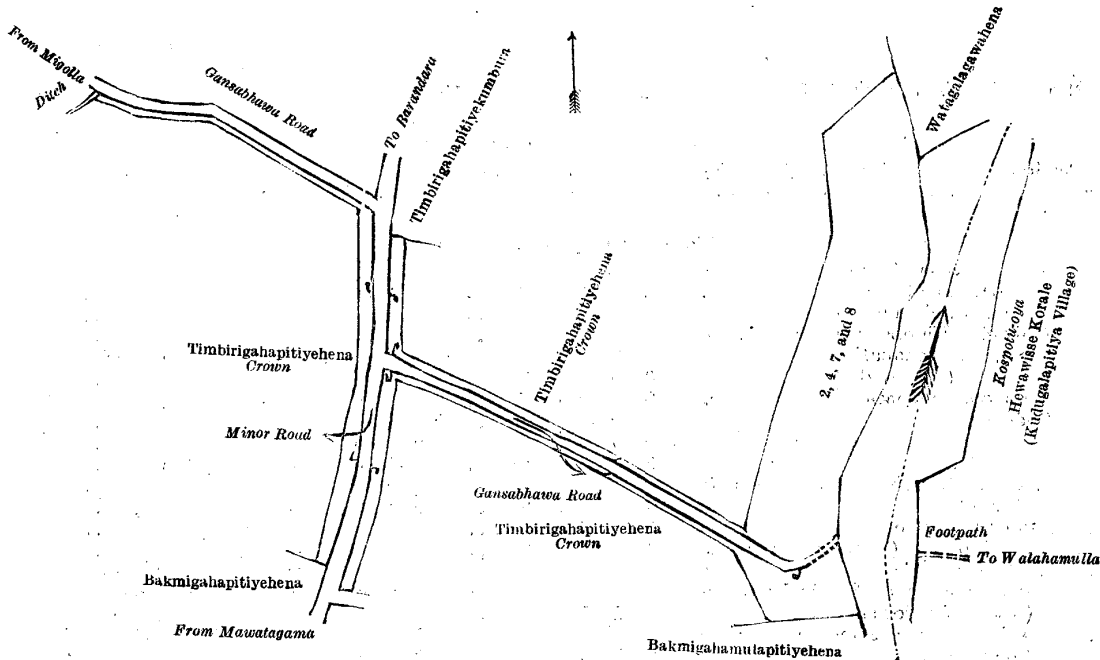 From Migolla
Ditch
Gansabhawa Road
To Barandara
Timbirigahapitiyekumbura
Watagalagawahena
Timbirigahapitiyehena
Crown
Timbirigahapitiyehena
Crown
2, 4, 7, and 8
Kospotu-oya
Hewawisse Korale
(Kudugalapitiya Village)
Minor Road
Gansabhawa Road
Timbirigahapitiyehena
Crown
Footpath
To Walahamulla
Bakmigahapitiyehena
From Mawatagama
Bakmigahamulapitiyehena